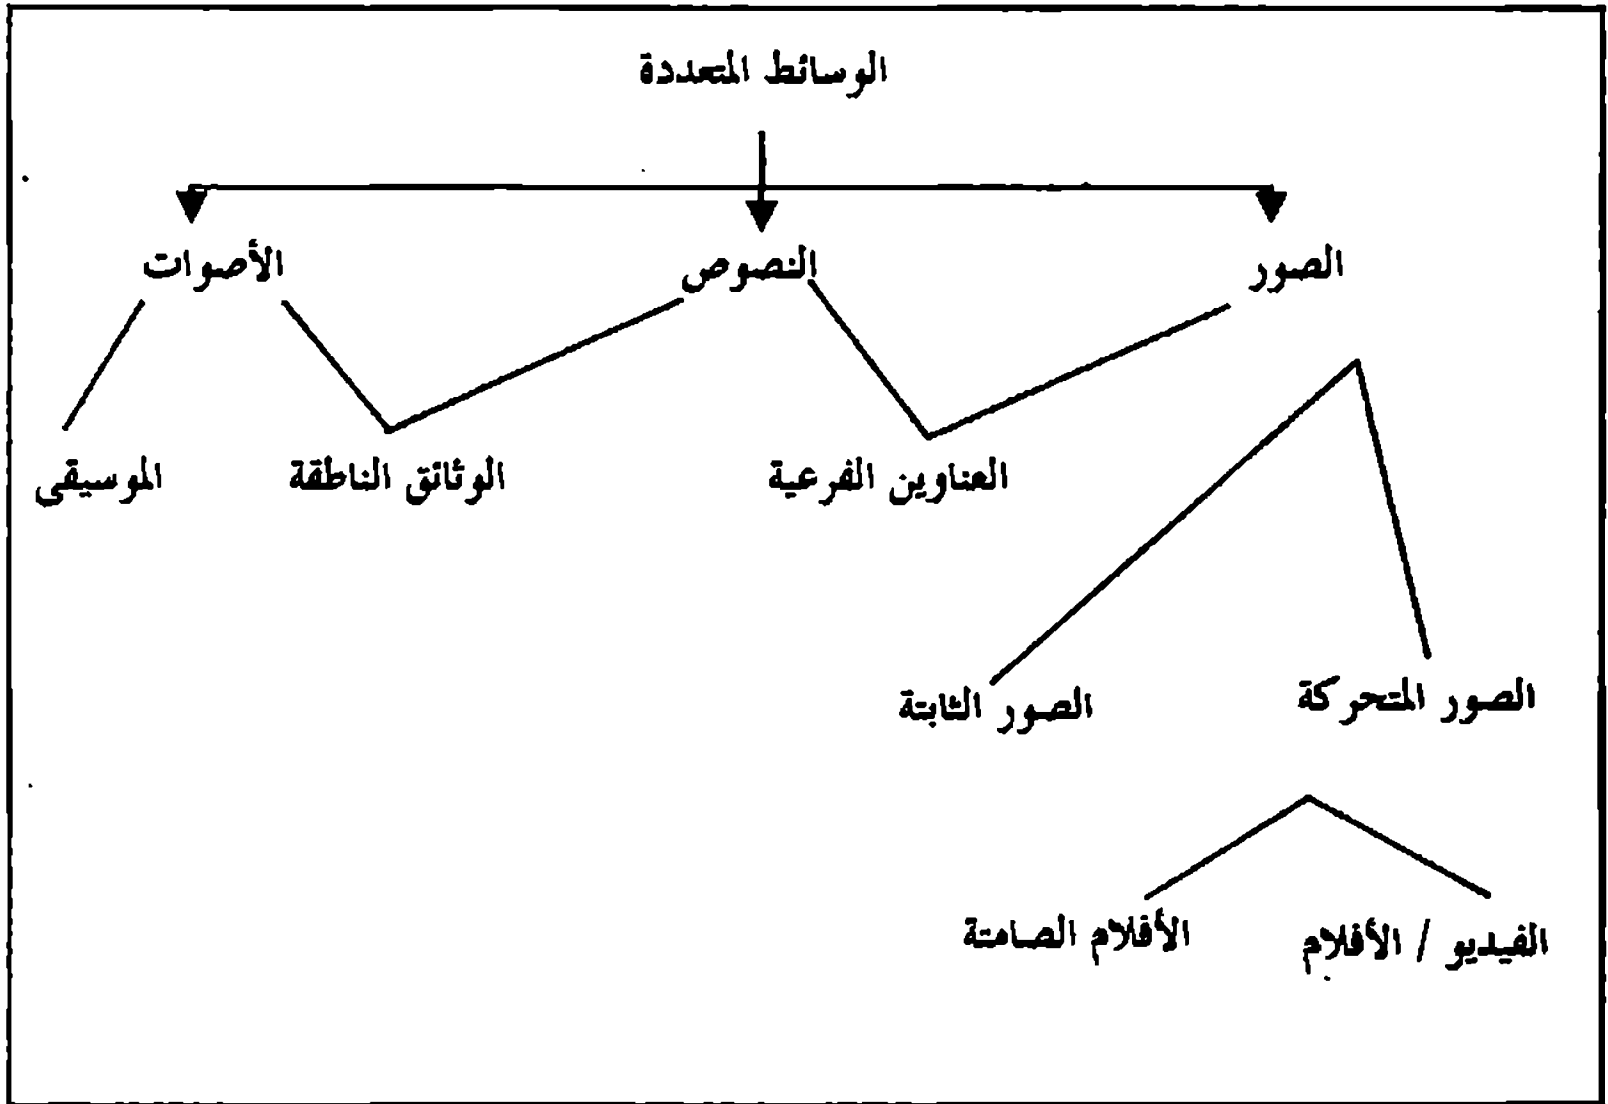 الوسائط المتعددة
الصور
النصوص
الأصوات
العناوين الفرعية
الوثائق الناطقة
الموسيقى
الصور المتحركة
الصور الثابتة
الفيديو / الأفلام
الأفلام الصامتة